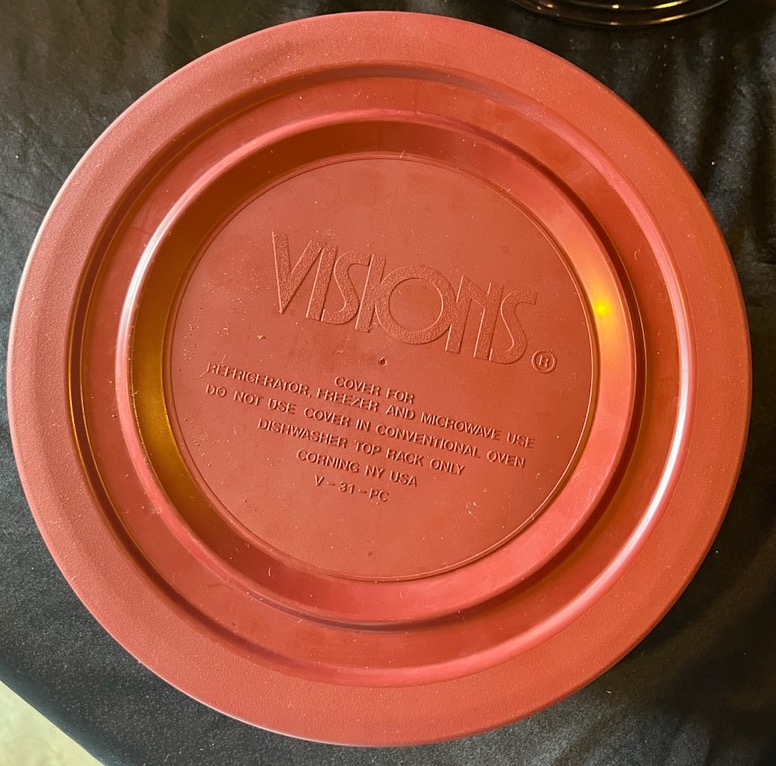 VISIONS®
COVER FOR
REFRIGERATOR, FREEZER AND MICROWAVE USE
DO NOT USE COVER IN CONVENTIONAL OVEN
DISHWASHER TOP RACK ONLY
CORNING NY USA
V-31-PC